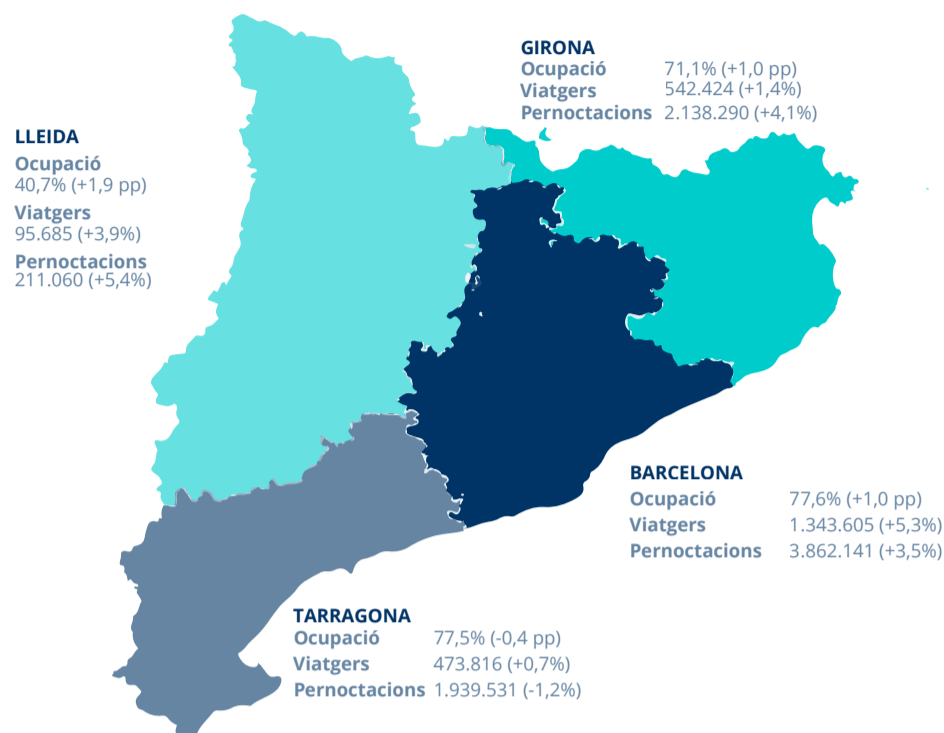 GIRONA
Ocupació 71,1% (+1,0 pp)
Viatgers 542.424 (+1,4%)
Pernoctacions 2.138.290 (+4,1%)
LLEIDA
Ocupació
40,7% (+1,9 pp)
Viatgers
95.685 (+3,9%)
Pernoctacions
211.060 (+5,4%)
BARCELONA
Ocupació 77,6% (+1,0 pp)
Viatgers 1.343.605 (+5,3%)
Pernoctacions 3.862.141 (+3,5%)
TARRAGONA
Ocupació 77,5% (-0,4 pp)
Viatgers 473.816 (+0,7%)
Pernoctacions 1.939.531 (-1,2%)